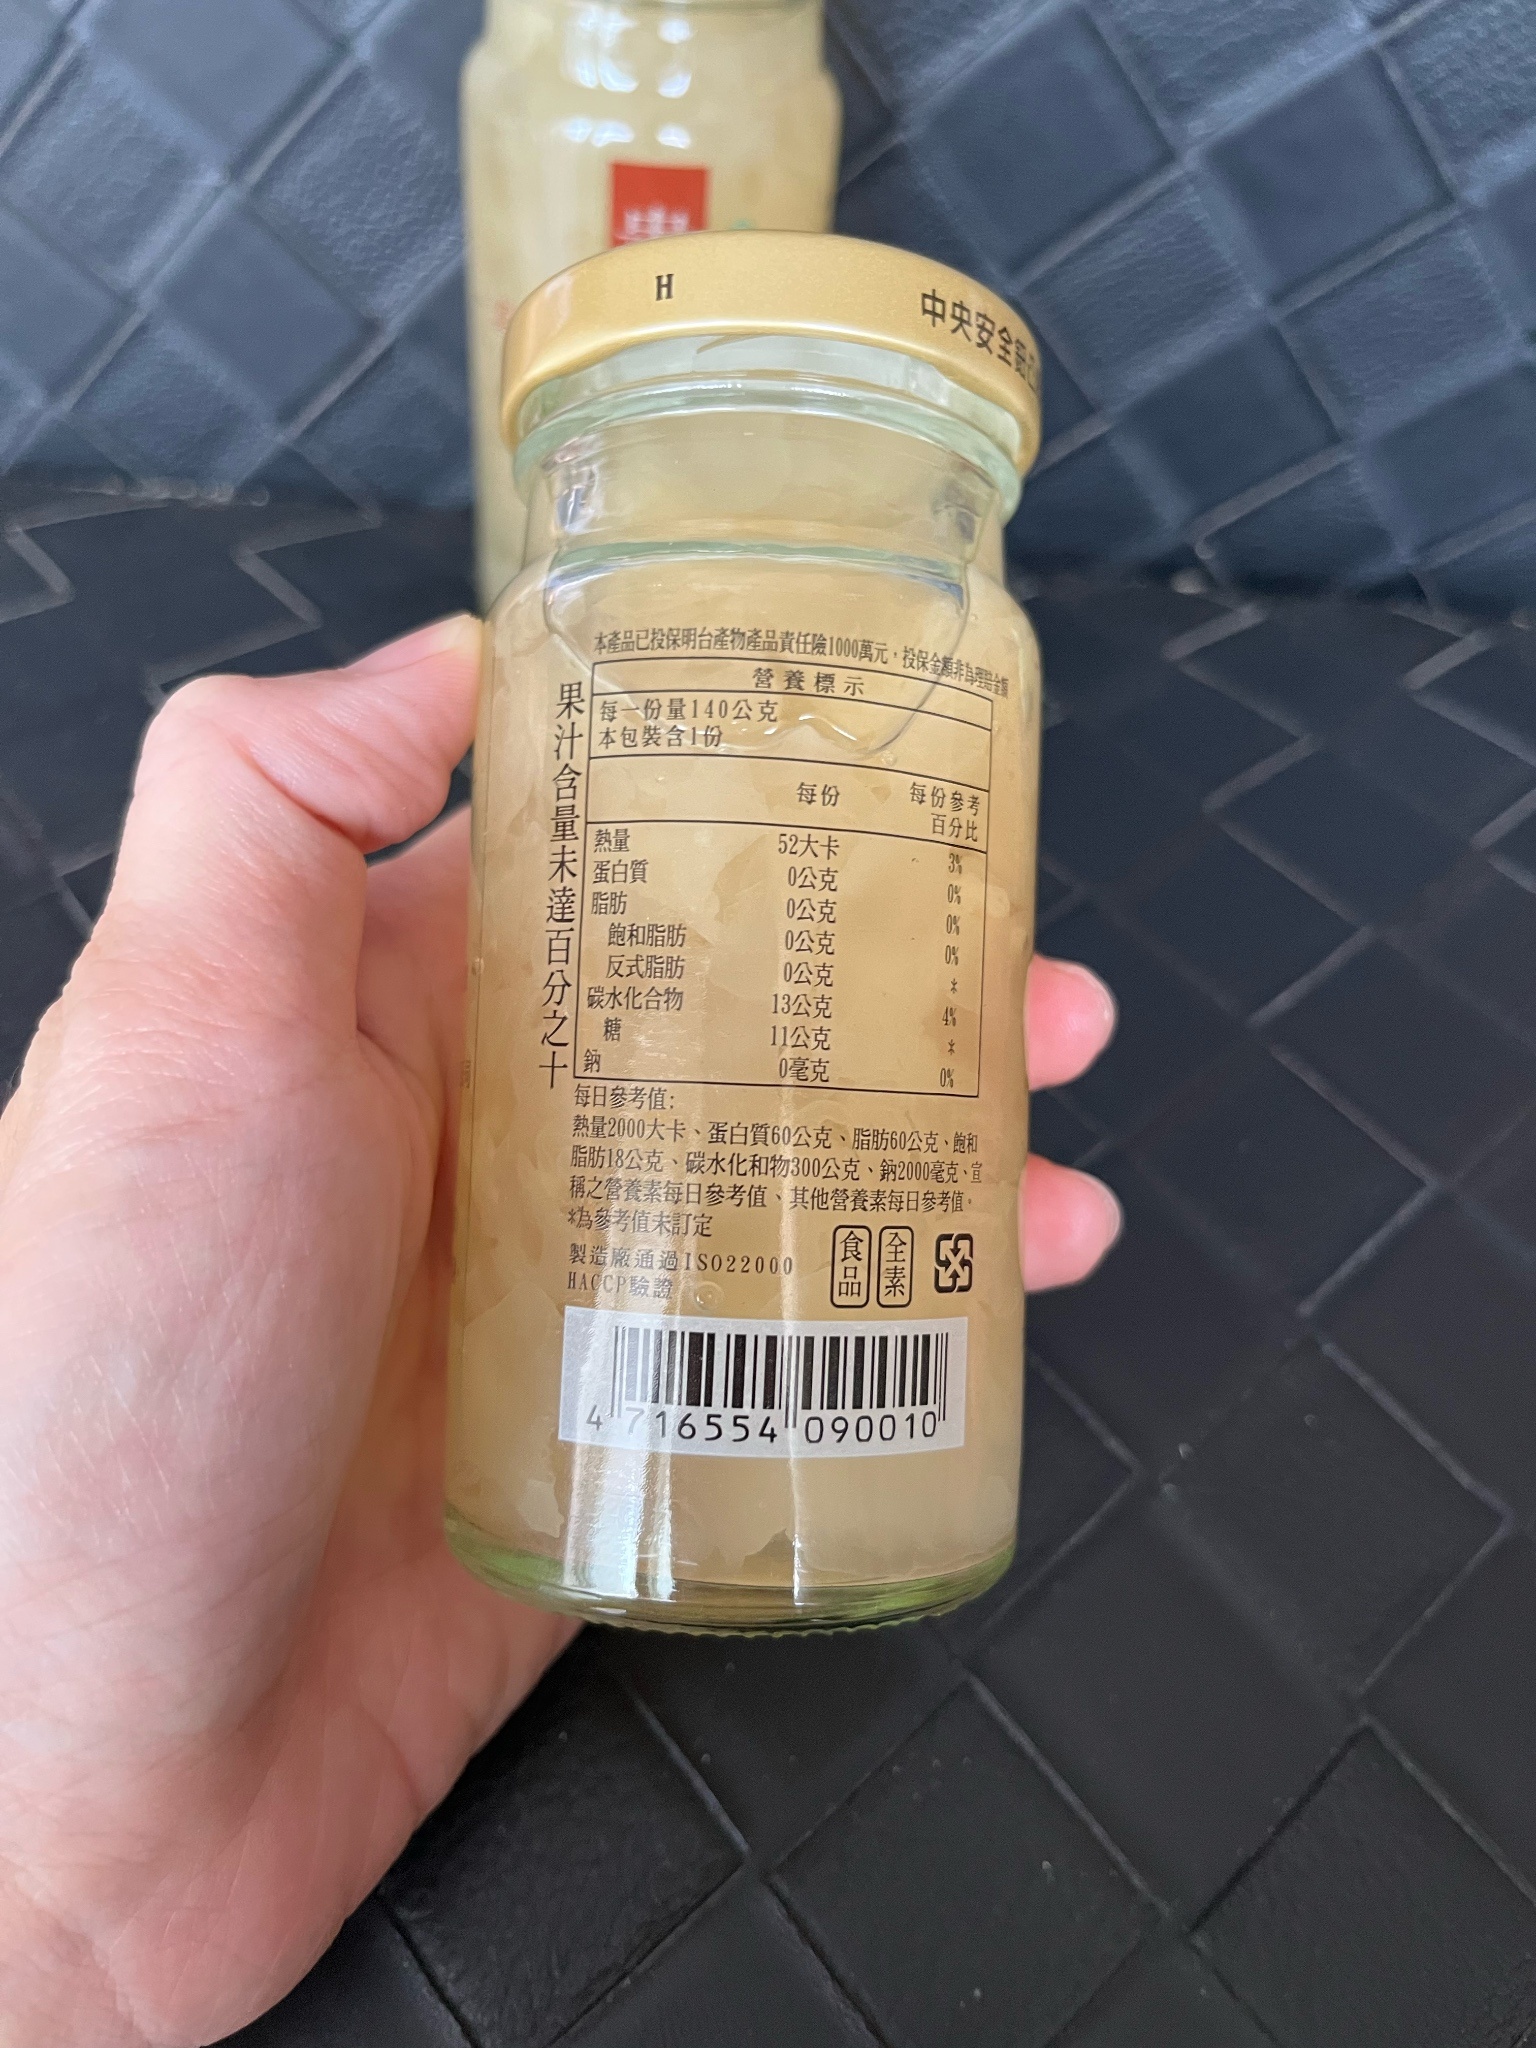 H
中央安全
本產品已投保明台產物產品責任險1000萬元，投保金額非為理賠金額
果汁含量未達百分之十
營養標示
每一份量140公克
本包裝含1份
每份 每份參考百分比
熱量 52大卡 3%
蛋白質 0公克 0%
脂肪 0公克 0%
飽和脂肪 0公克 0%
反式脂肪 0公克 *
碳水化合物 13公克 4%
糖 11公克 *
鈉 0毫克 0%
每日參考值:
熱量2000大卡、蛋白質60公克、脂肪60公克、飽和
脂肪18公克、碳水化和物300公克、鈉2000毫克、宣
稱之營養素每日參考值、其他營養素每日參考值。
*為參考值未訂定
製造廠通過ISO22000
HACCP驗證
食品
全素
4 716554 090010